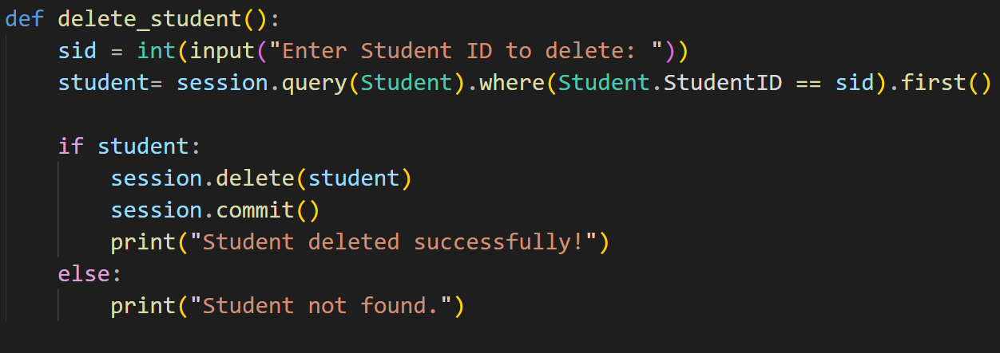 def delete_student():
    sid = int(input("Enter Student ID to delete: "))
    student= session.query(Student).where(Student.StudentID == sid).first()

    if student:
        session.delete(student)
        session.commit()
        print("Student deleted successfully!")
    else:
        print("Student not found.")